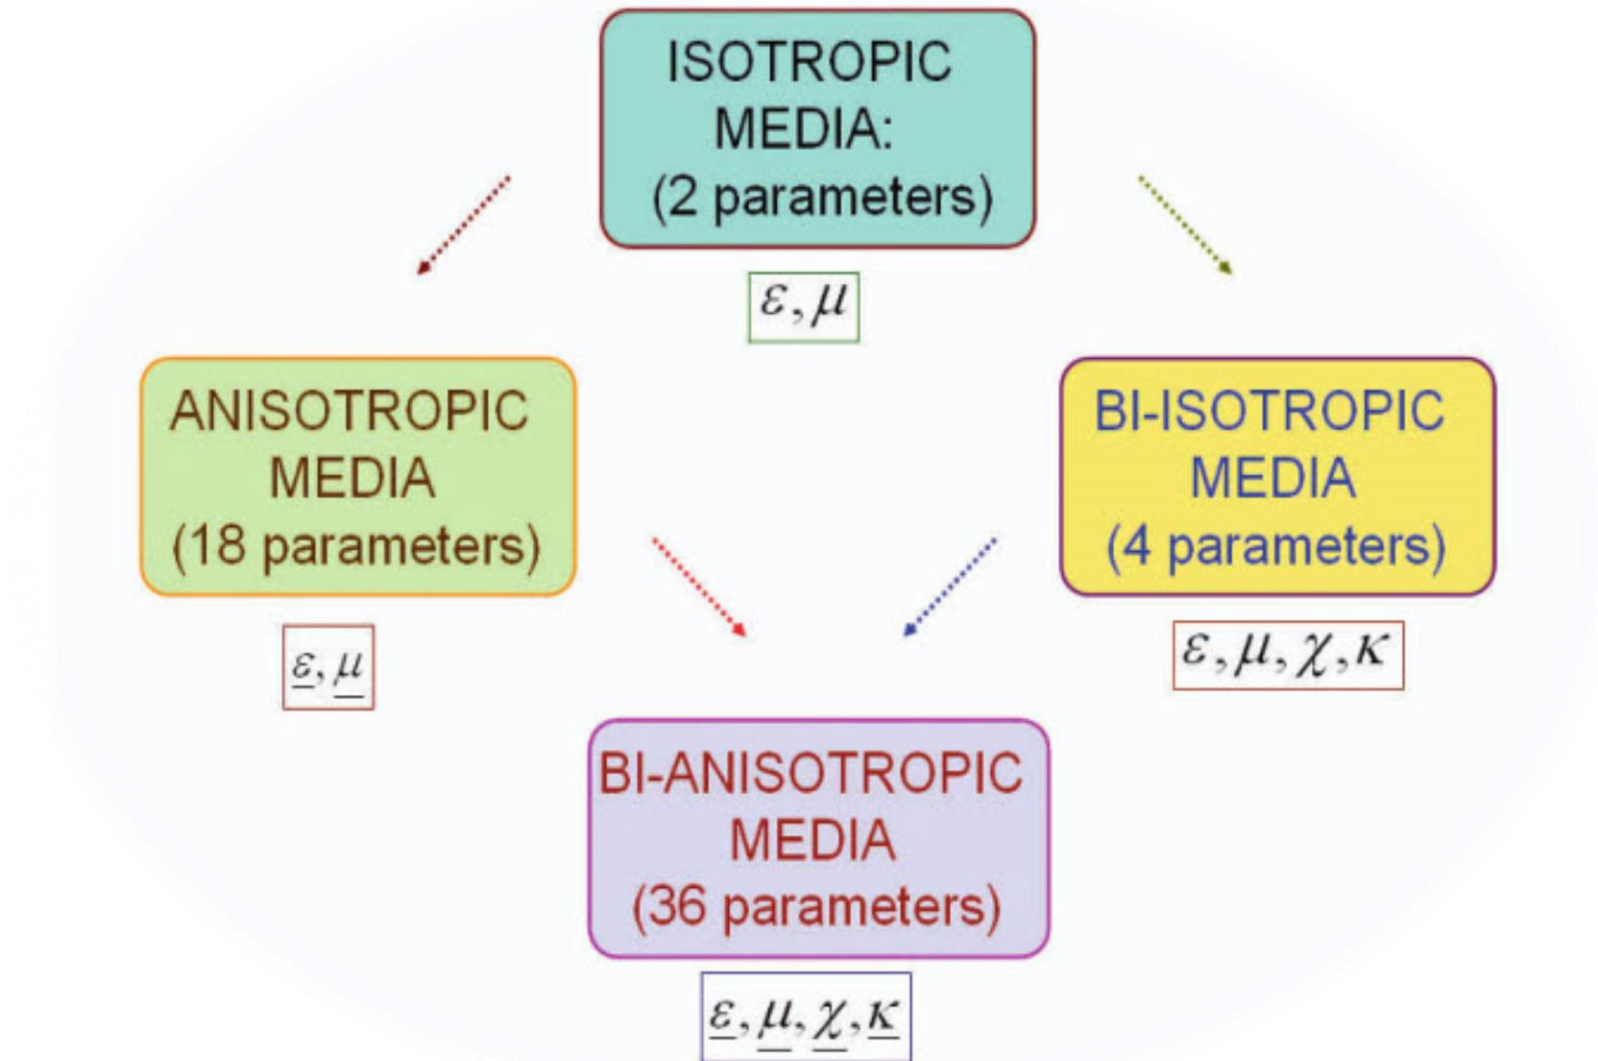 ISOTROPIC
MEDIA:
(2 parameters)
ε, μ
ANISOTROPIC
MEDIA
(18 parameters)
ε̲, μ̲
BI-ISOTROPIC
MEDIA
(4 parameters)
ε, μ, χ, κ
BI-ANISOTROPIC
MEDIA
(36 parameters)
ε̲, μ̲, χ̲, κ̲